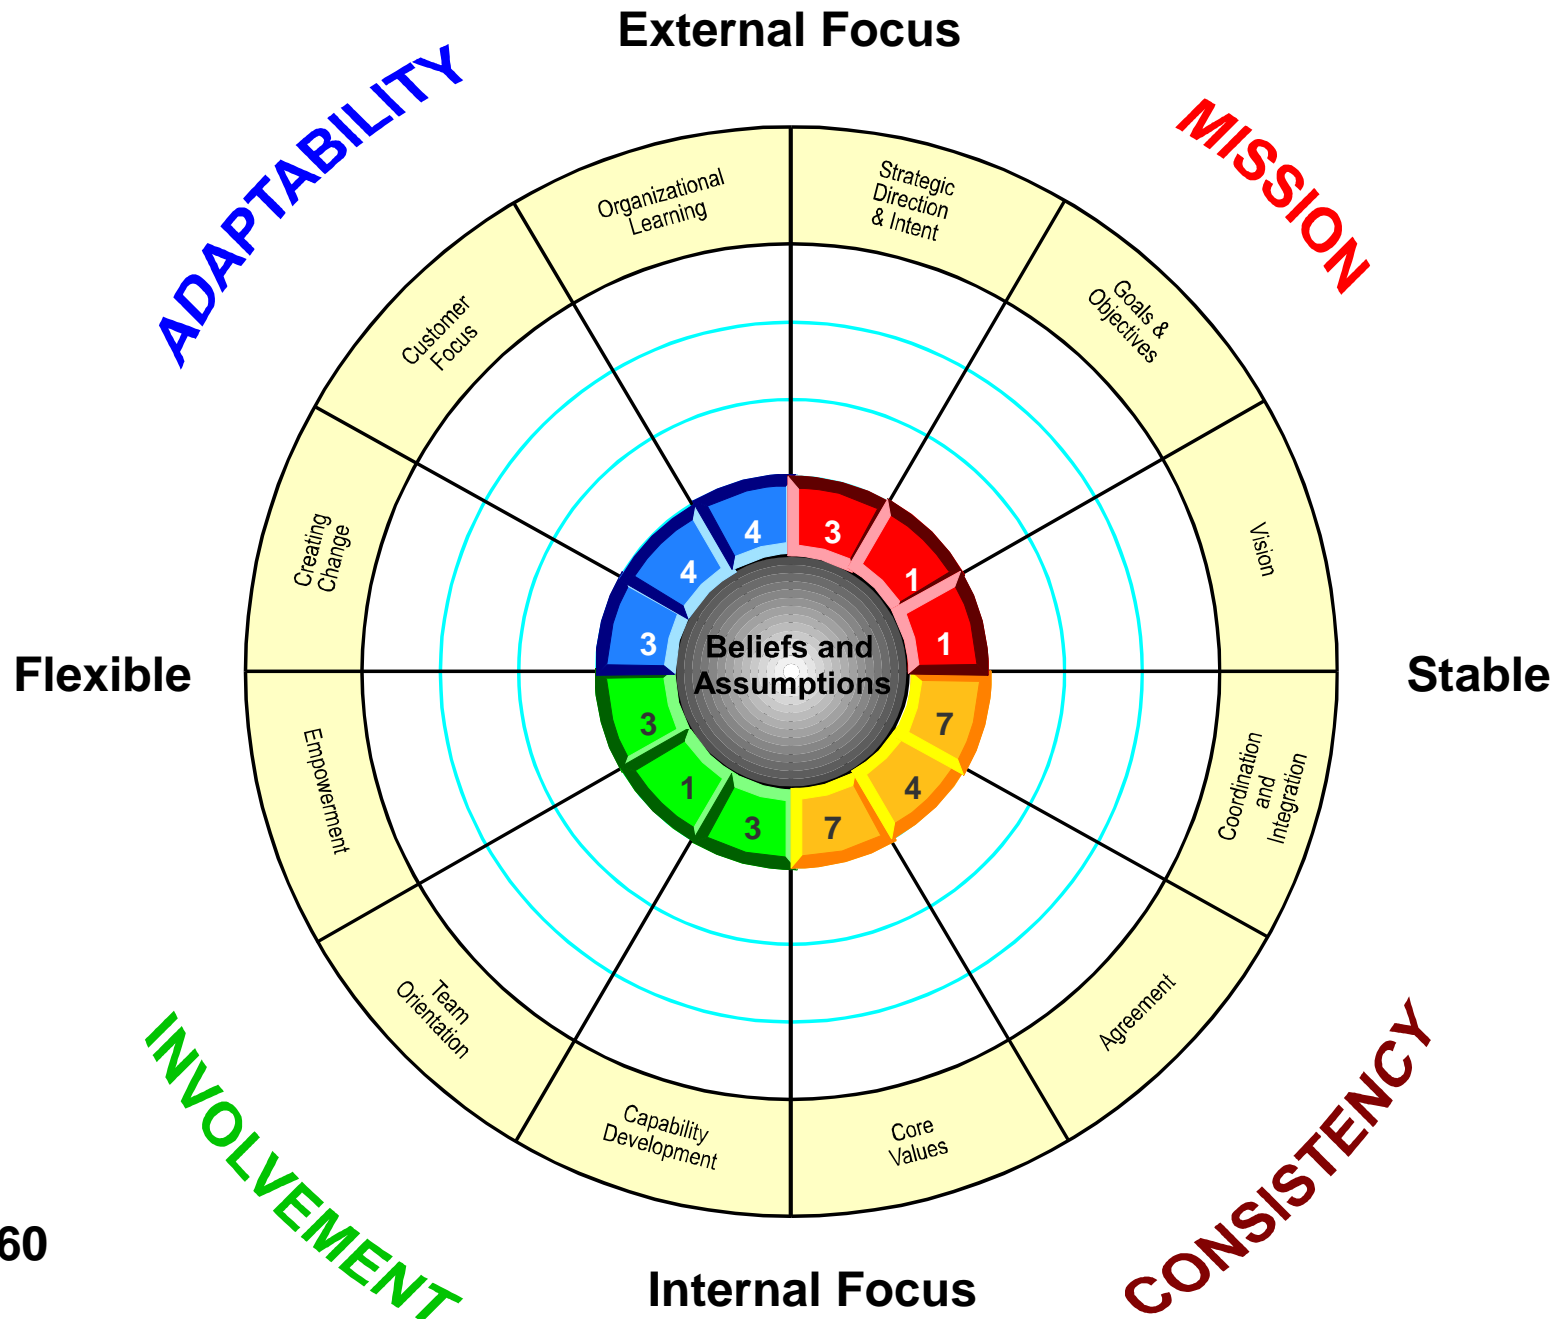 External Focus
ADAPTABILITY
MISSION
Organizational
Learning
Strategic
Direction
& Intent
Customer
Focus
Goals &
Objectives
Creating
Change
Vision
4
3
4
1
3
1
Beliefs and
Assumptions
Flexible
Stable
3
7
1
4
3
7
Empowerment
Coordination
and
Integration
Team
Orientation
Agreement
Capability
Development
Core
Values
INVOLVEMENT
CONSISTENCY
60
Internal Focus